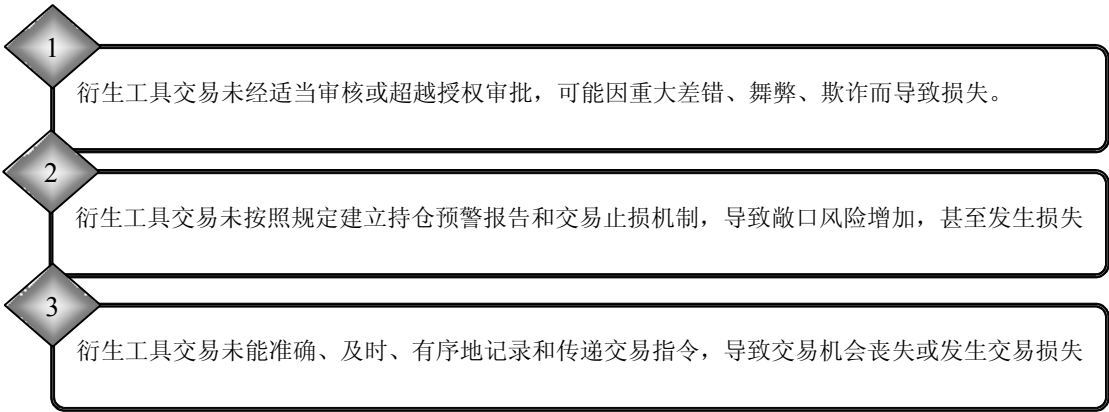 1
衍生工具交易未经适当审核或超越授权审批，可能因重大差错、舞弊、欺诈而导致损失。
2
衍生工具交易未按照规定建立持仓预警报告和交易止损机制，导致敞口风险增加，甚至发生损失
3
衍生工具交易未能准确、及时、有序地记录和传递交易指令，导致交易机会丧失或发生交易损失